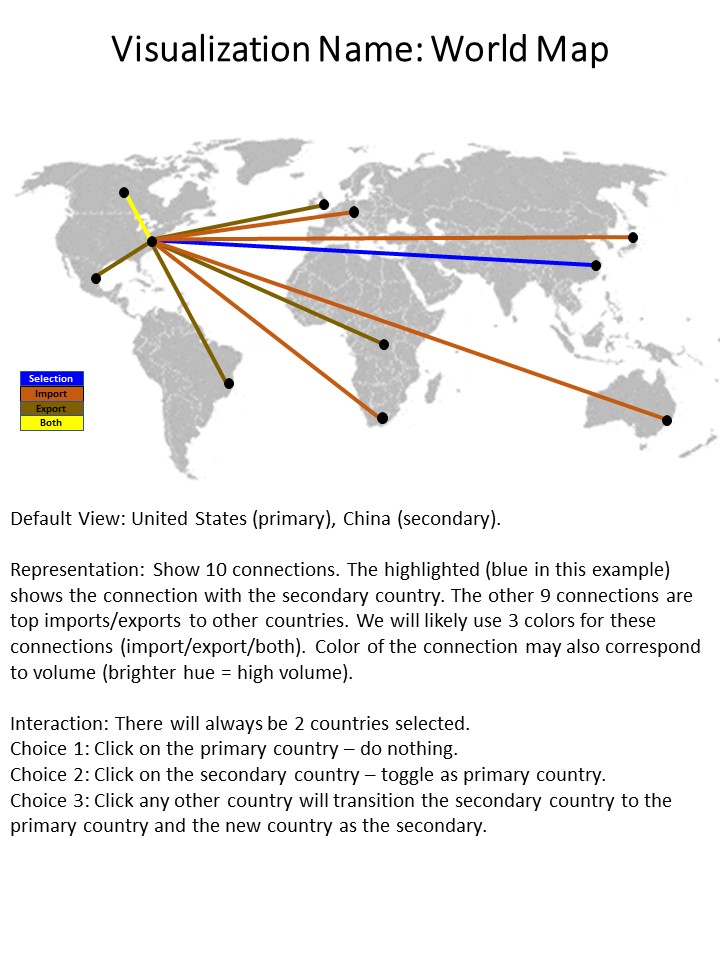 Visualization Name: World Map
Selection
Import
Export
Both
Default View: United States (primary), China (secondary).
Representation: Show 10 connections. The highlighted (blue in this example)
shows the connection with the secondary country. The other 9 connections are
top imports/exports to other countries. We will likely use 3 colors for these
connections (import/export/both). Color of the connection may also correspond
to volume (brighter hue = high volume).
Interaction: There will always be 2 countries selected.
Choice 1: Click on the primary country – do nothing.
Choice 2: Click on the secondary country – toggle as primary country.
Choice 3: Click any other country will transition the secondary country to the
primary country and the new country as the secondary.